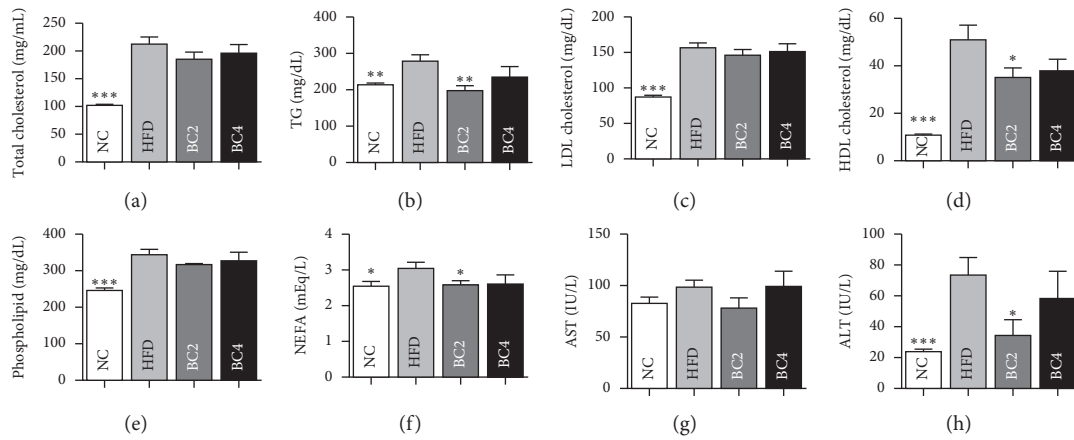 Total cholesterol (mg/mL)
250
200
150
100
50
0
***
NC
HFD
BC2
BC4
(a)
TG (mg/dL)
400
300
200
100
0
**
**
NC
HFD
BC2
BC4
(b)
LDL cholesterol (mg/dL)
200
150
100
50
0
***
NC
HFD
BC2
BC4
(c)
HDL cholesterol (mg/dL)
60
40
20
0
***
*
NC
HFD
BC2
BC4
(d)
Phospholipid (mg/dL)
400
300
200
100
0
***
NC
HFD
BC2
BC4
(e)
NEFA (mEq/L)
4
3
2
1
0
*
*
NC
HFD
BC2
BC4
(f)
AST (IU/L)
150
100
50
0
NC
HFD
BC2
BC4
(g)
ALT (IU/L)
100
80
60
40
20
0
***
*
NC
HFD
BC2
BC4
(h)